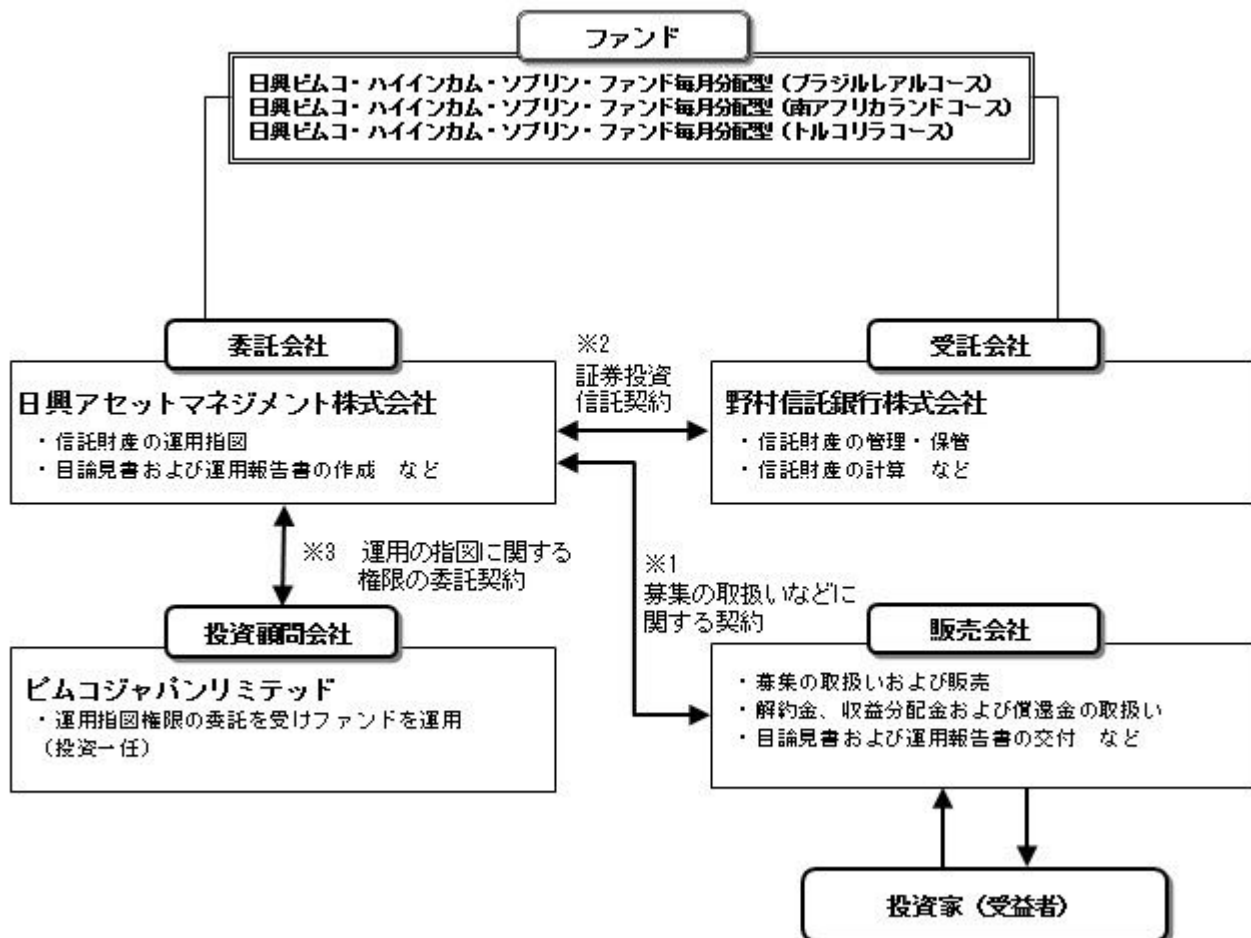 ファンド
日興ピムコ・ハイインカム・ソブリン・ファンド毎月分配型（ブラジルレアルコース）
日興ピムコ・ハイインカム・ソブリン・ファンド毎月分配型（南アフリカランドコース）
日興ピムコ・ハイインカム・ソブリン・ファンド毎月分配型（トルコリラコース）
委託会社
日興アセットマネジメント株式会社
・信託財産の運用指図
・目論見書および運用報告書の作成　など
※2
証券投資
信託契約
受託会社
野村信託銀行株式会社
・信託財産の管理・保管
・信託財産の計算　など
※3　運用の指図に関する
権限の委託契約
※1
募集の取扱いなどに
関する契約
投資顧問会社
ピムコジャパンリミテッド
・運用指図権限の委託を受けファンドを運用
（投資一任）
販売会社
・募集の取扱いおよび販売
・解約金、収益分配金および償還金の取扱い
・目論見書および運用報告書の交付　など
投資家（受益者）